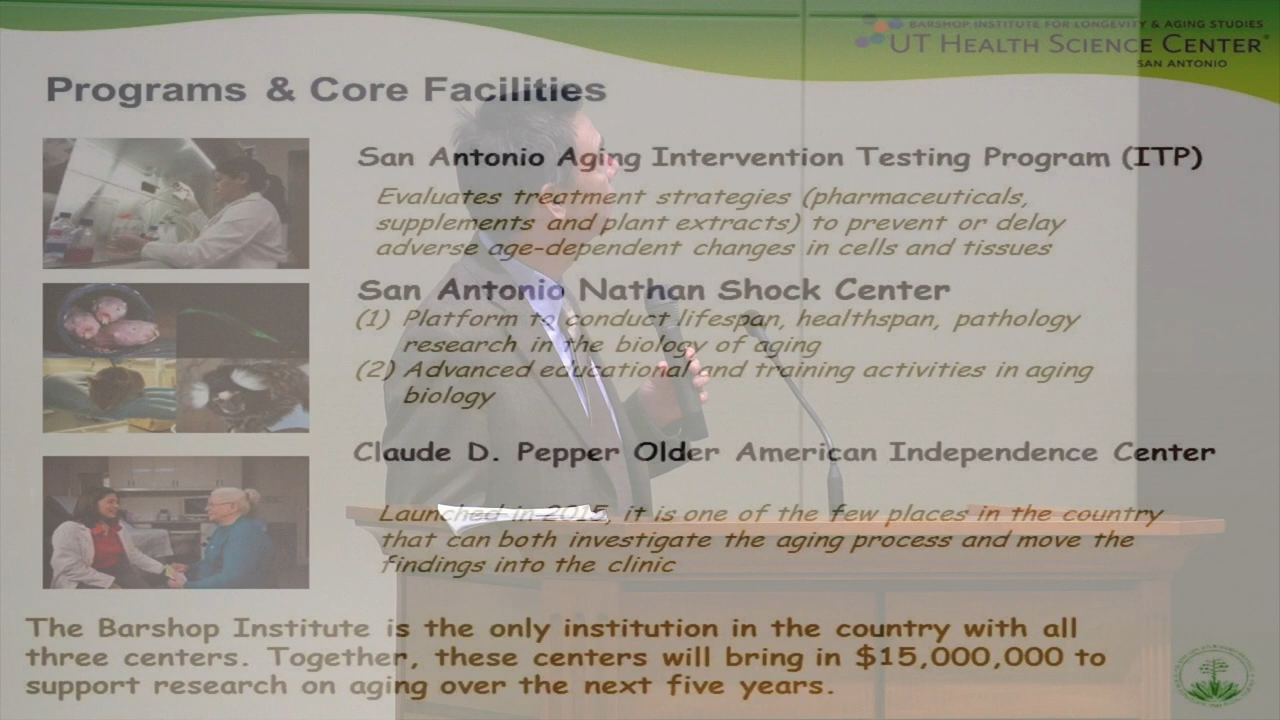 BARSHOP INSTITUTE FOR LONGEVITY & AGING STUDIES
UT HEALTH SCIENCE CENTER®
SAN ANTONIO
Programs & Core Facilities
San Antonio Aging Intervention Testing Program (ITP)
Evaluates treatment strategies (pharmaceuticals,
supplements and plant extracts) to prevent or delay
adverse age-dependent changes in cells and tissues
San Antonio Nathan Shock Center
(1) Platform to conduct lifespan, healthspan, pathology
research in the biology of aging
(2) Advanced educational and training activities in aging
biology
Claude D. Pepper Older American Independence Center
Launched in 2015, it is one of the few places in the country
that can both investigate the aging process and move the
findings into the clinic
The Barshop Institute is the only institution in the country with all
three centers. Together, these centers will bring in $15,000,000 to
support research on aging over the next five years.